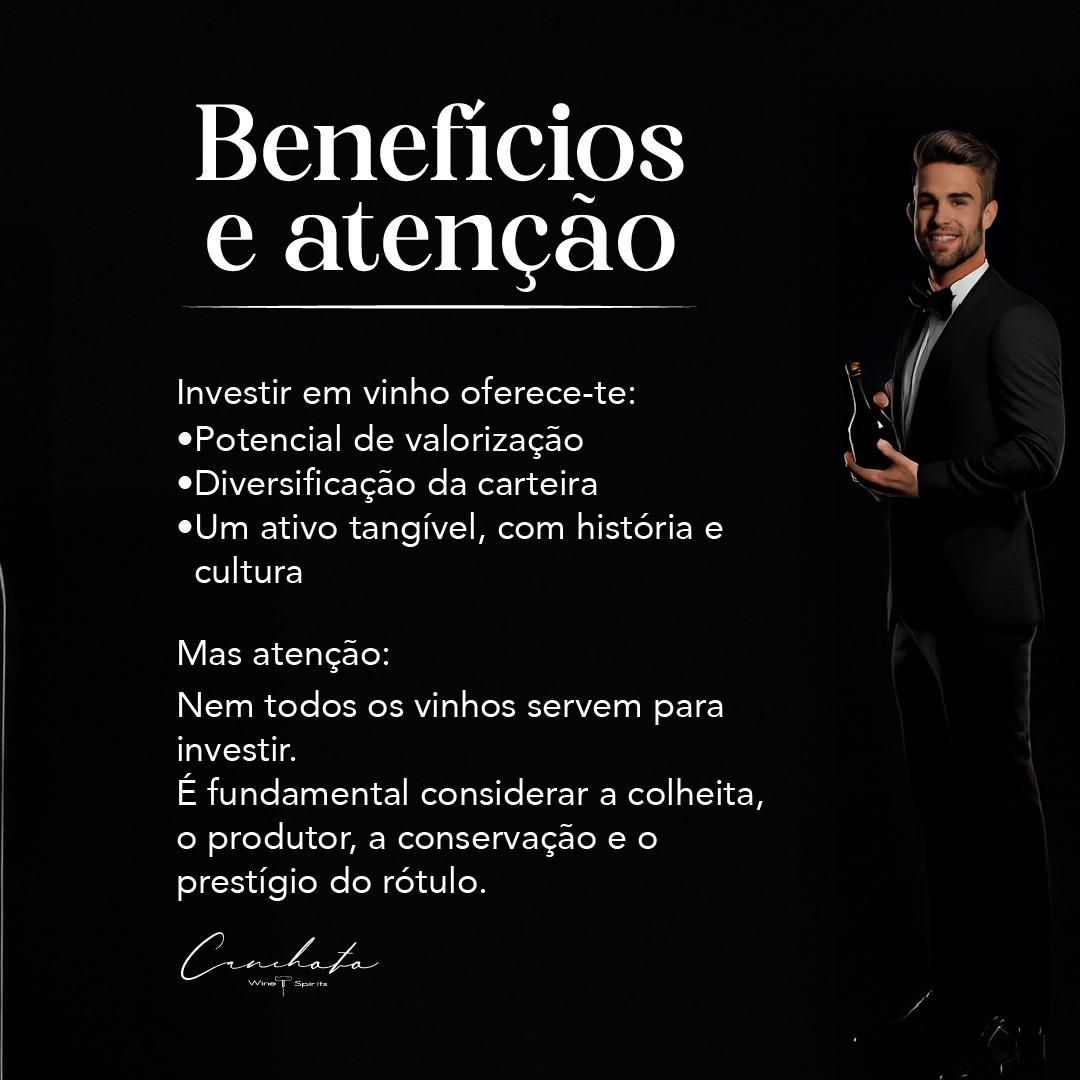 Benefícios
e atenção
Investir em vinho oferece-te:
•Potencial de valorização
•Diversificação da carteira
•Um ativo tangível, com história e
cultura
Mas atenção:
Nem todos os vinhos servem para
investir.
É fundamental considerar a colheita,
o produtor, a conservação e o
prestígio do rótulo.
Canchoto
Wine Spirits